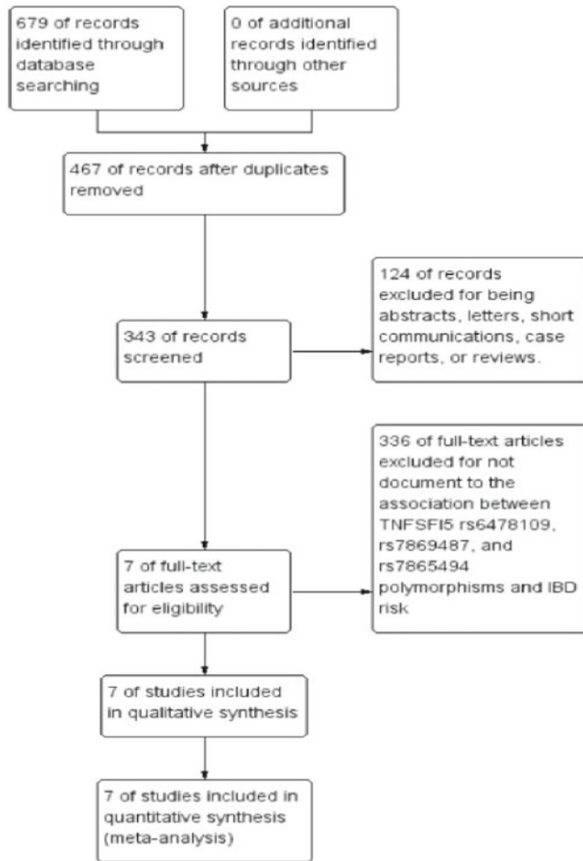 679 of records
identified through
database
searching
0 of additional
records identified
through other
sources
467 of records after duplicates
removed
124 of records
excluded for being
abstracts, letters, short
communications, case
reports, or reviews.
343 of records
screened
336 of full-text articles
excluded for not
document to the
association between
TNFSFI5 rs6478109,
rs7869487, and
rs7865494
polymorphisms and IBD
risk
7 of full-text
articles assessed
for eligibility
7 of studies included
in qualitative synthesis
7 of studies included in
quantitative synthesis
(meta-analysis)